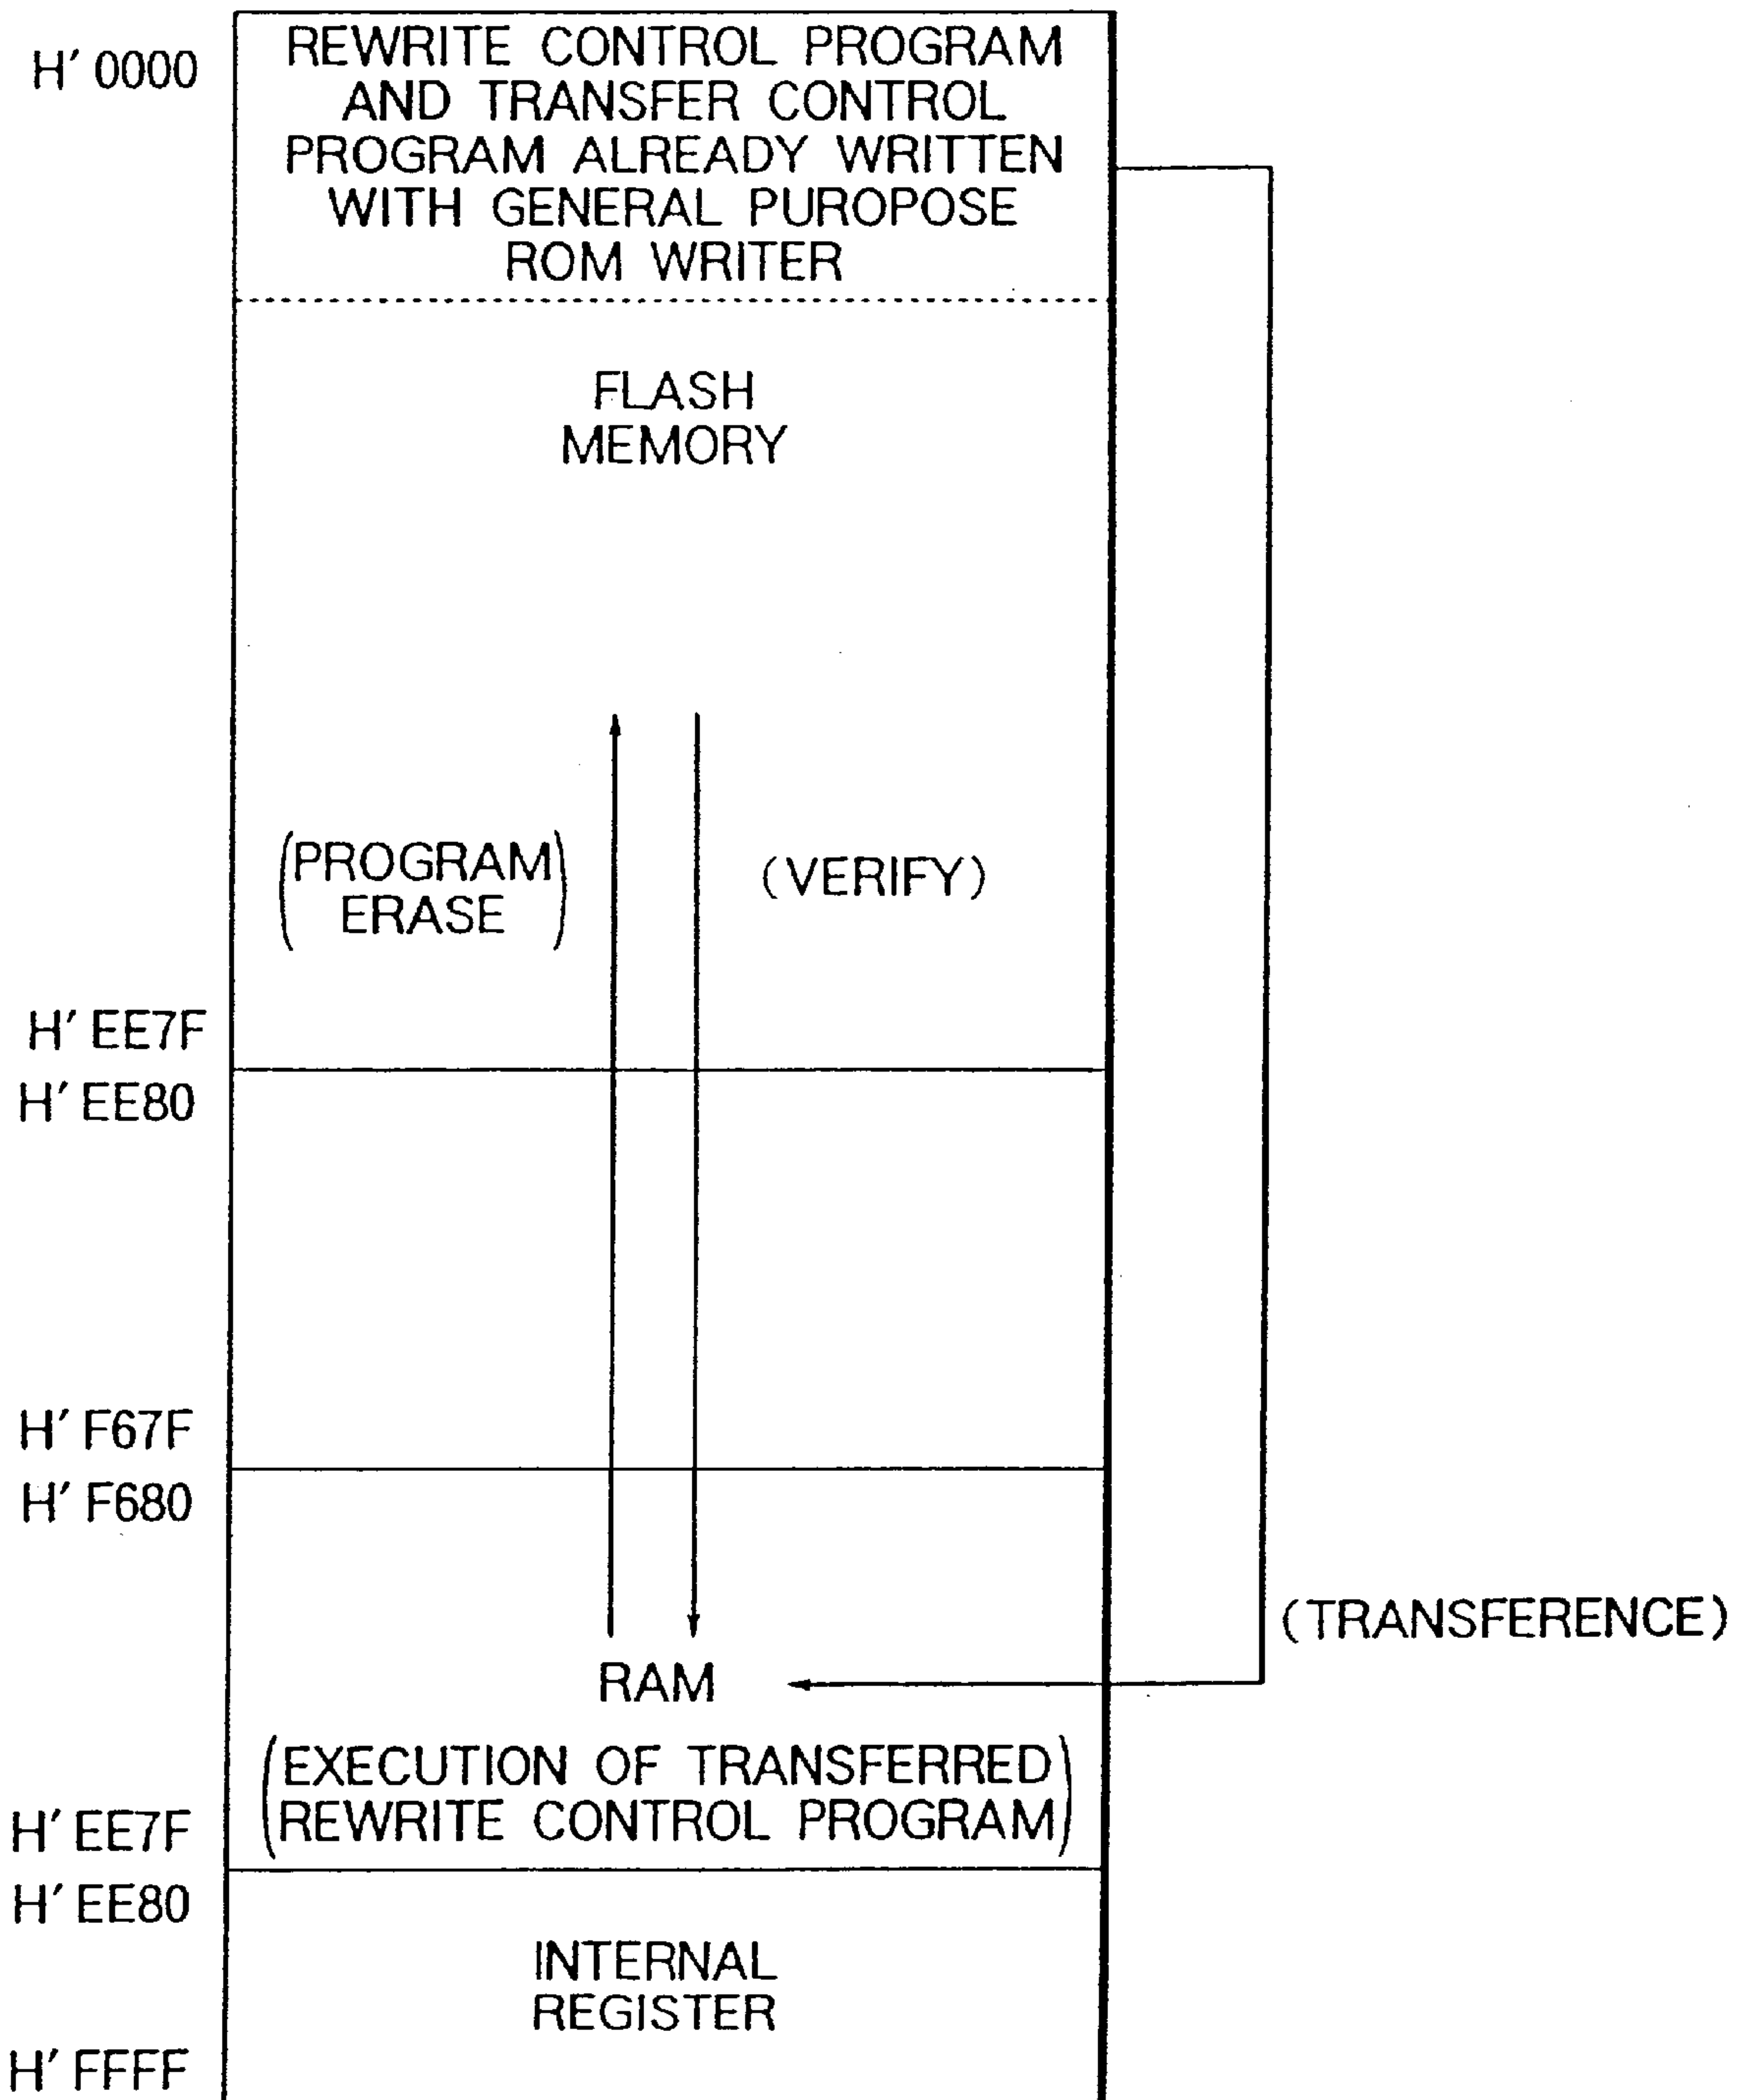 H' 0000
REWRITE CONTROL PROGRAM
AND TRANSFER CONTROL
PROGRAM ALREADY WRITTEN
WITH GENERAL PUROPOSE
ROM WRITER
FLASH
MEMORY
(PROGRAM
ERASE)
(VERIFY)
H' EE7F
H' EE80
H' F67F
H' F680
(TRANSFERENCE)
RAM
(EXECUTION OF TRANSFERRED
REWRITE CONTROL PROGRAM)
H' EE7F
H' EE80
INTERNAL
REGISTER
H' FFFF